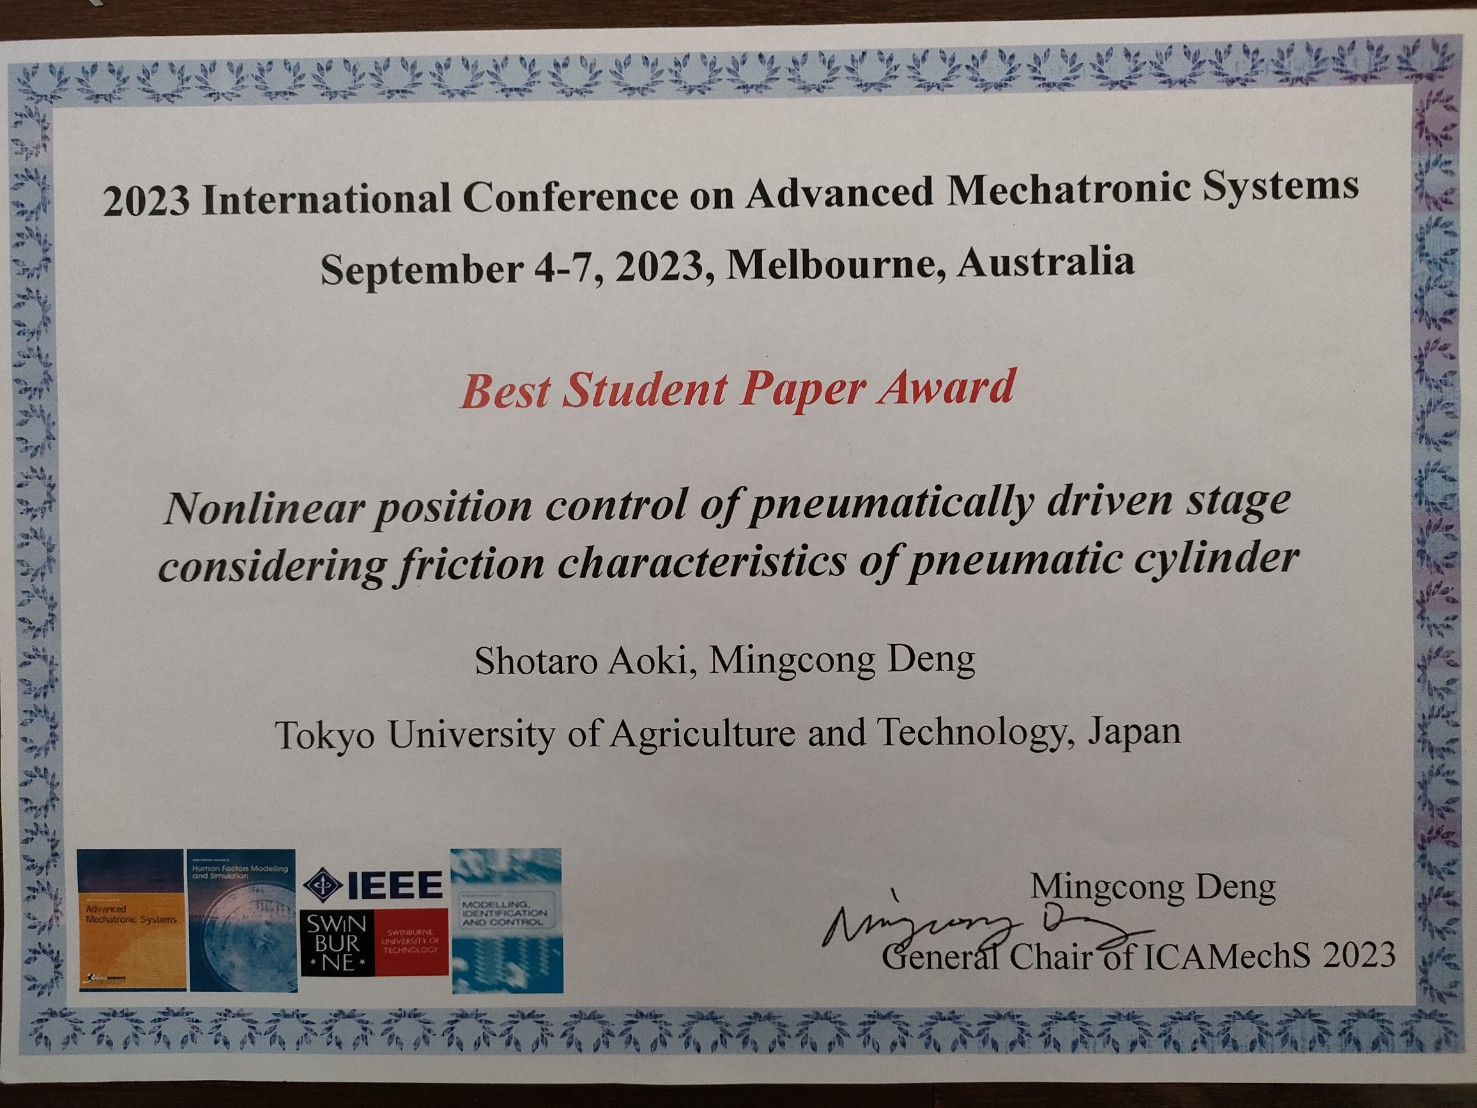 2023 International Conference on Advanced Mechatronic Systems
September 4-7, 2023, Melbourne, Australia
Best Student Paper Award
Nonlinear position control of pneumatically driven stage
considering friction characteristics of pneumatic cylinder
Shotaro Aoki, Mingcong Deng
Tokyo University of Agriculture and Technology, Japan
Advanced
Mechatronic Systems
Human Factors Modelling
and Simulation
IEEE
SWIN
BUR
NE
SWINBURNE
UNIVERSITY OF
TECHNOLOGY
MODELLING,
IDENTIFICATION
AND CONTROL
Mingcong Deng
Mingcong Deng
General Chair of ICAMechS 2023